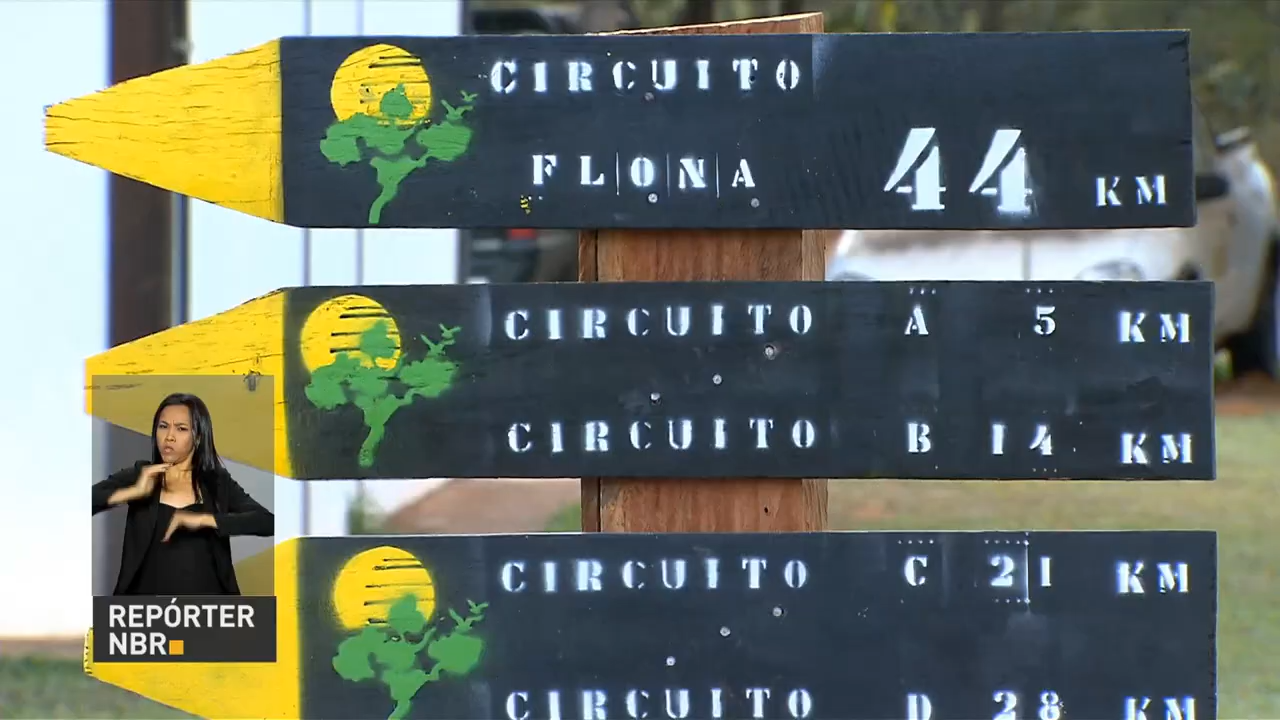 CIRCUITO
FLONA 44 KM
CIRCUITO A 5 KM
CIRCUITO B 14 KM
CIRCUITO C 21 KM
CIRCUITO D 28 KM
REPÓRTER
NBR